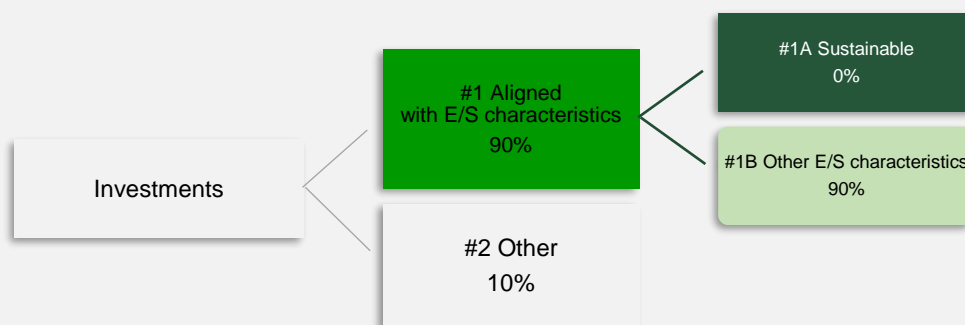 Investments
#1 Aligned
with E/S characteristics
90%
#2 Other
10%
#1A Sustainable
0%
#1B Other E/S characteristics
90%